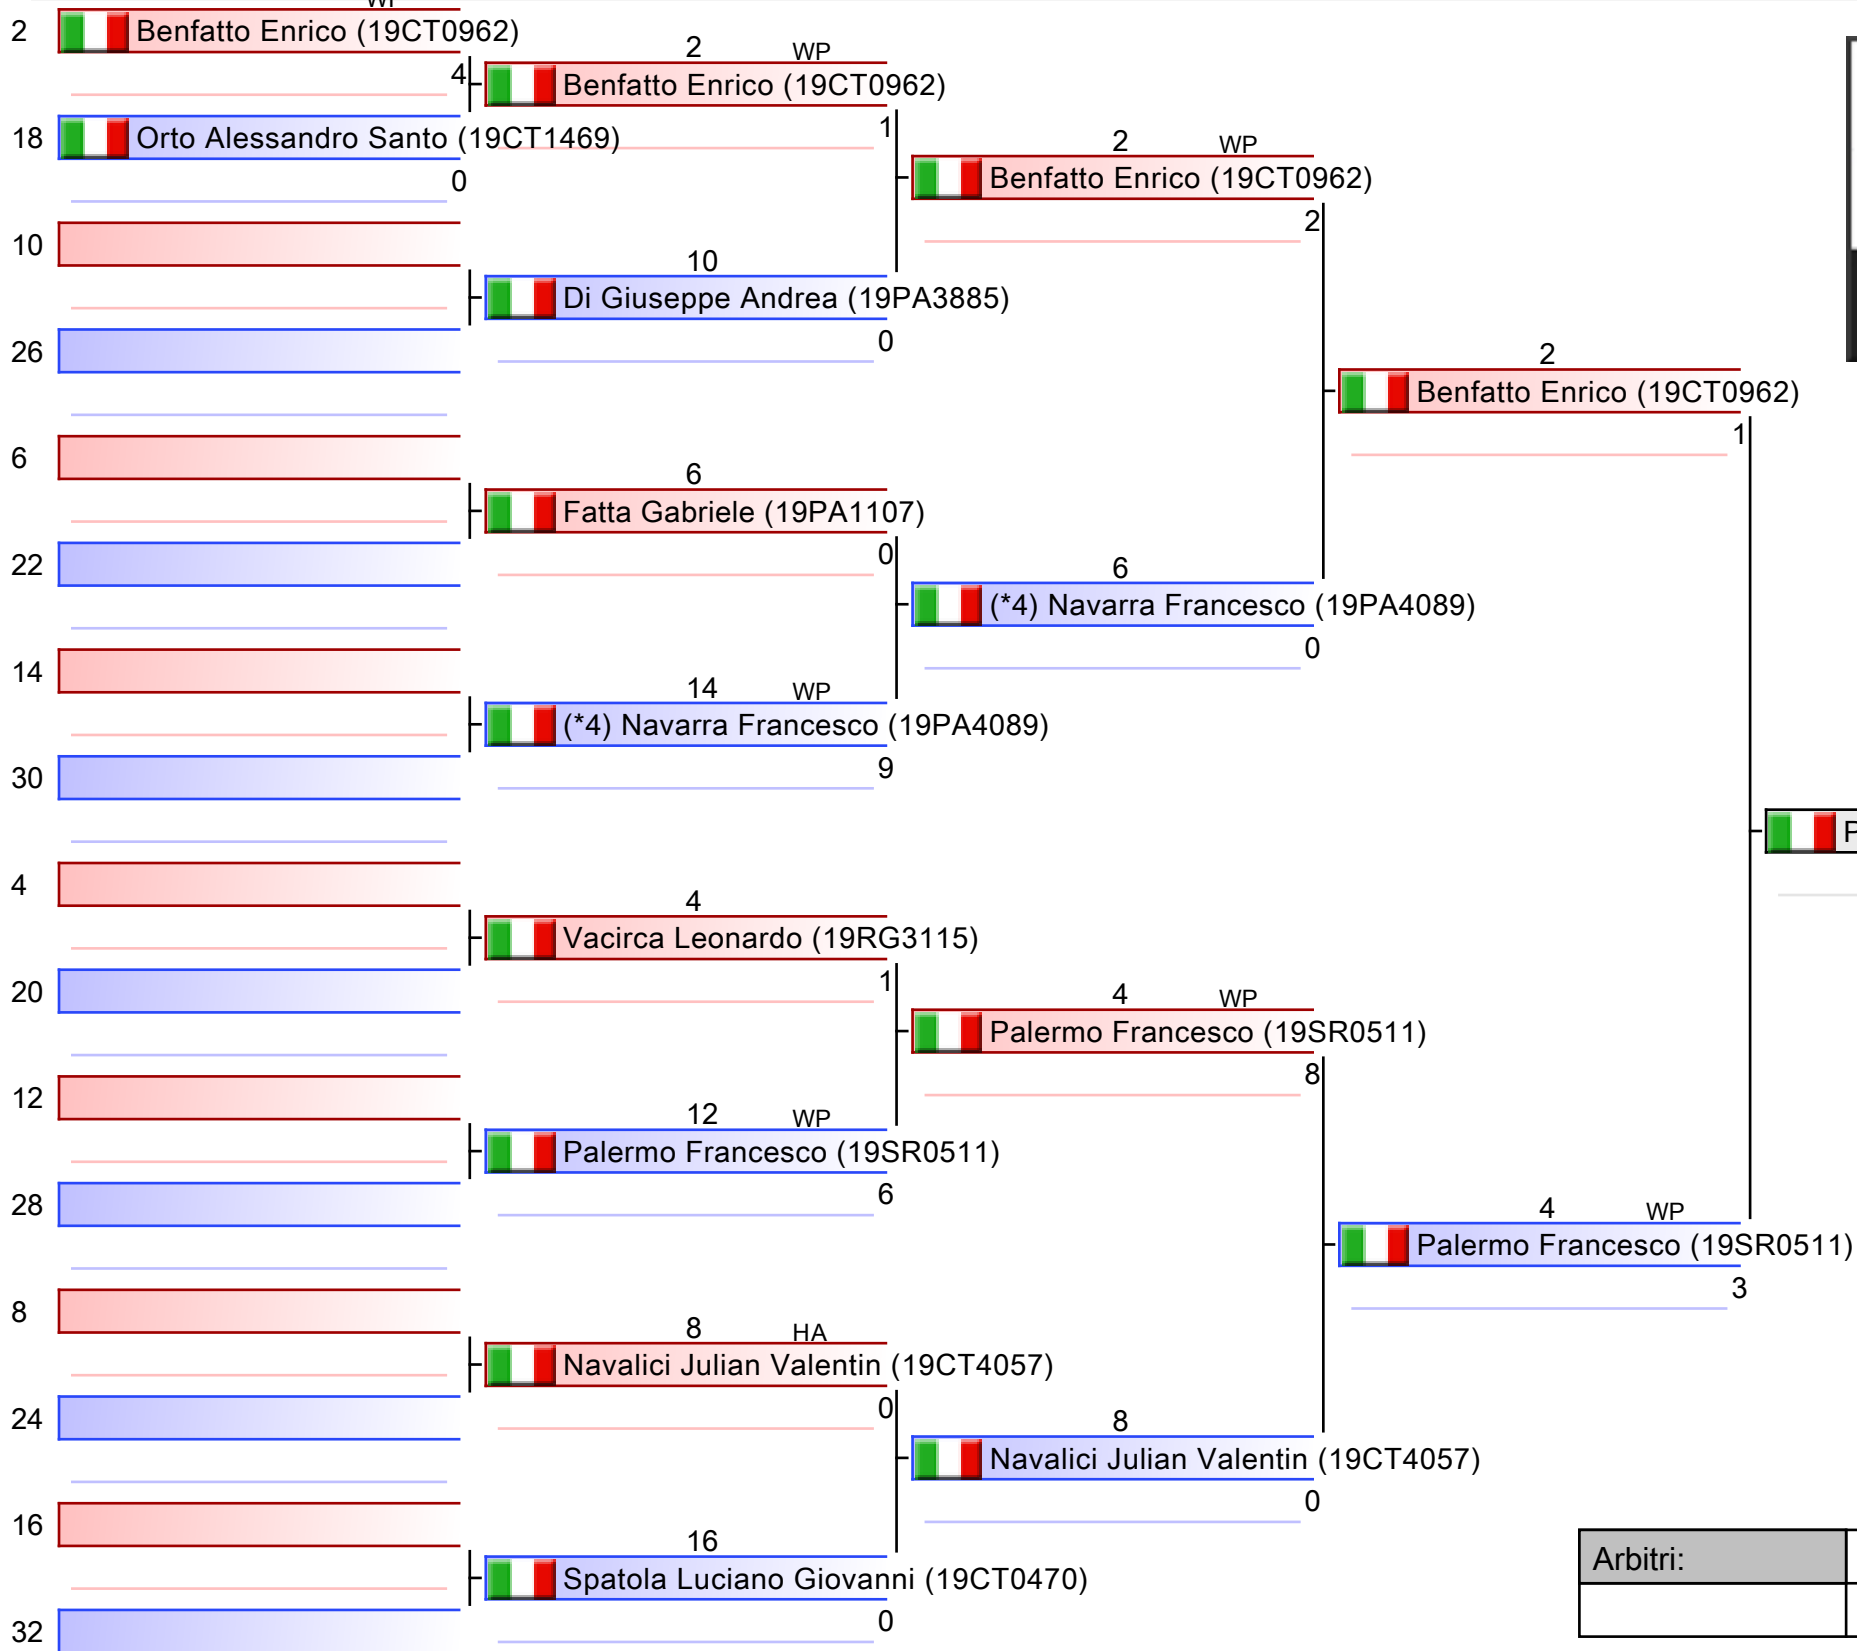 WP
2 Benfatto Enrico (19CT0962)
4
18 Orto Alessandro Santo (19CT1469)
0
10
26
6
22
14
30
4
20
12
28
8
24
16
32
2 WP
Benfatto Enrico (19CT0962)
1
10
Di Giuseppe Andrea (19PA3885)
0
6
Fatta Gabriele (19PA1107)
0
14 WP
(*4) Navarra Francesco (19PA4089)
9
4
Vacirca Leonardo (19RG3115)
1
12 WP
Palermo Francesco (19SR0511)
6
8 HA
Navalici Julian Valentin (19CT4057)
0
16
Spatola Luciano Giovanni (19CT0470)
0
2 WP
Benfatto Enrico (19CT0962)
2
6
(*4) Navarra Francesco (19PA4089)
0
4 WP
Palermo Francesco (19SR0511)
8
8
Navalici Julian Valentin (19CT4057)
0
2
Benfatto Enrico (19CT0962)
1
4 WP
Palermo Francesco (19SR0511)
3
Arbitri: